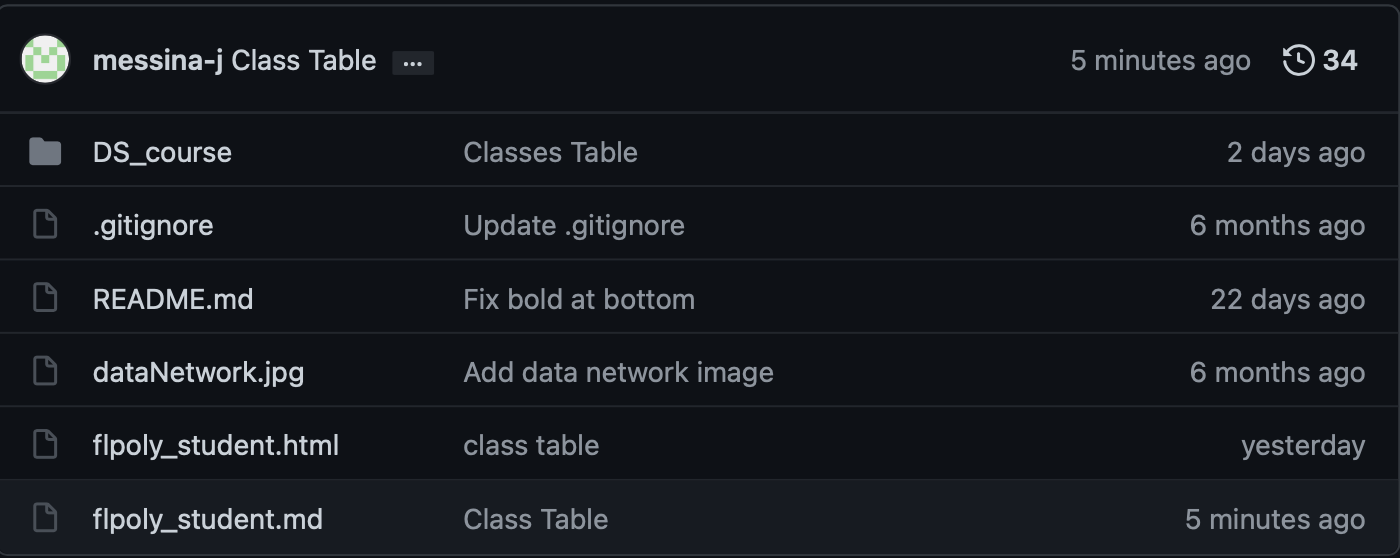 messina-j Class Table ... 5 minutes ago 34
DS_course Classes Table 2 days ago
.gitignore Update .gitignore 6 months ago
README.md Fix bold at bottom 22 days ago
dataNetwork.jpg Add data network image 6 months ago
flpoly_student.html class table yesterday
flpoly_student.md Class Table 5 minutes ago